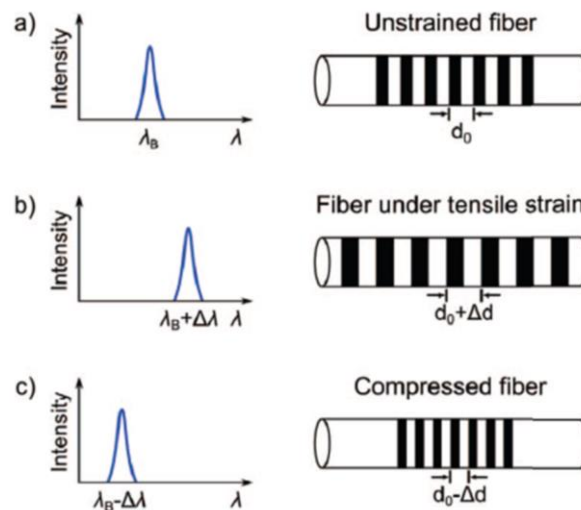 a)
Intensity
λB
λ
Unstrained fiber
d0
b)
Intensity
λB+Δλ λ
Fiber under tensile strain
d0+Δd
c)
Intensity
λB-Δλ
λ
Compressed fiber
d0-Δd